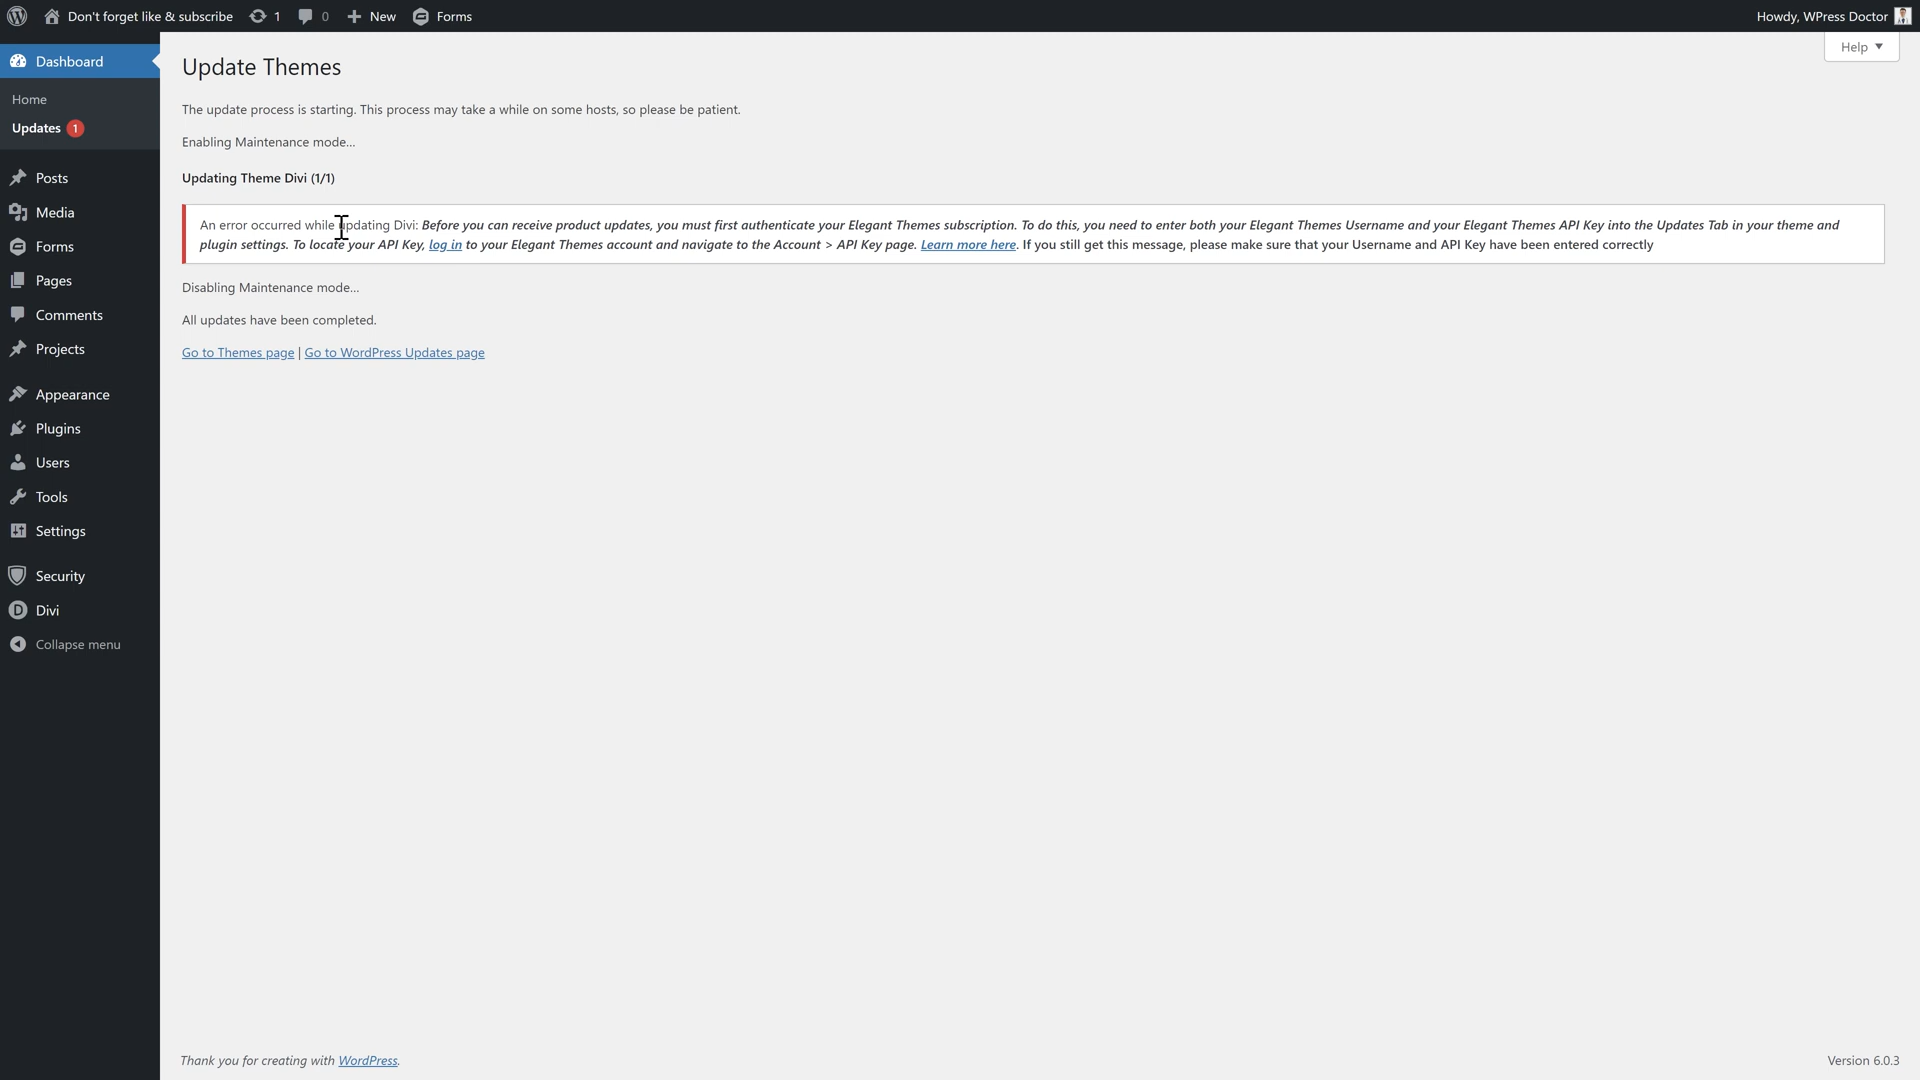 Don't forget like & subscribe 1 0 New Forms Howdy, WPress Doctor
Help
Dashboard
Home
Updates 1
Posts
Media
Forms
Pages
Comments
Projects
Appearance
Plugins
Users
Tools
Settings
Security
Divi
Collapse menu
Update Themes
The update process is starting. This process may take a while on some hosts, so please be patient.
Enabling Maintenance mode…
Updating Theme Divi (1/1)
An error occurred while updating Divi: Before you can receive product updates, you must first authenticate your Elegant Themes subscription. To do this, you need to enter both your Elegant Themes Username and your Elegant Themes API Key into the Updates Tab in your theme and
plugin settings. To locate your API Key, log in to your Elegant Themes account and navigate to the Account > API Key page. Learn more here. If you still get this message, please make sure that your Username and API Key have been entered correctly
Disabling Maintenance mode…
All updates have been completed.
Go to Themes page | Go to WordPress Updates page
Thank you for creating with WordPress.
Version 6.0.3